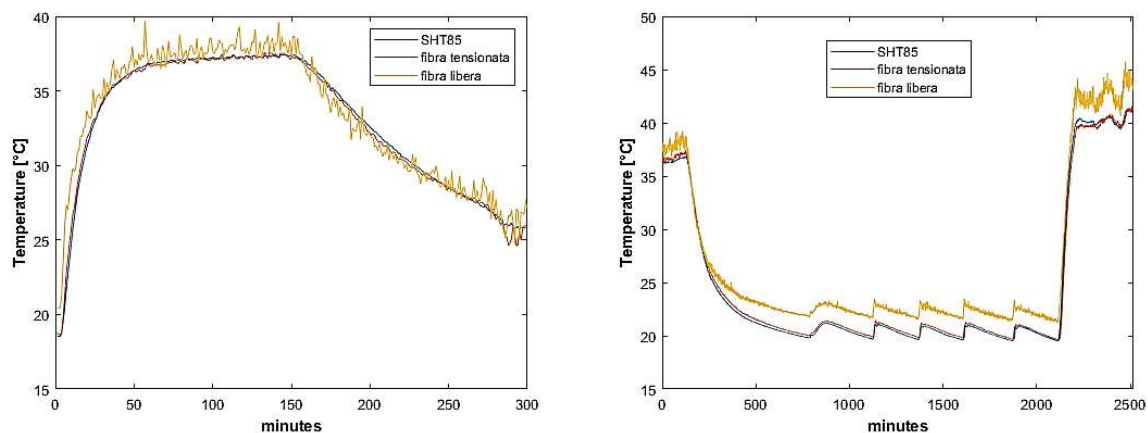 40
35
30
25
20
15
Temperature [°C]
0
50
100
150
200
250
300
minutes
SHT85
fibra tensionata
fibra libera
50
45
40
35
30
25
20
15
Temperature [°C]
0
500
1000
1500
2000
2500
minutes
SHT85
fibra tensionata
fibra libera